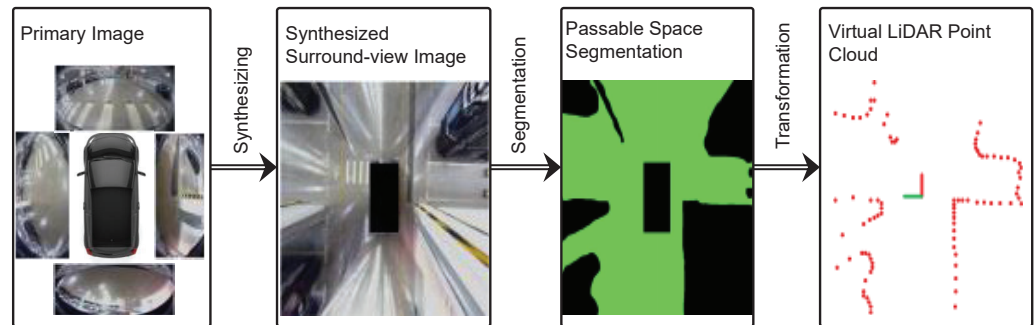 Primary Image
Synthesizing
Synthesized
Surround-view Image
Segmentation
Passable Space
Segmentation
Transformation
Virtual LiDAR Point
Cloud